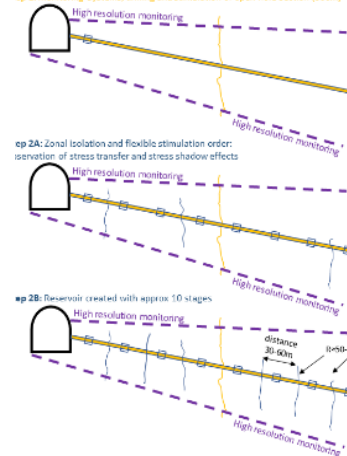 High resolution monitoring
High resolution monitoring
ep 2A: Zonal isolation and flexible stimulation order:
servation of stress transfer and stress shadow effects
High resolution monitoring
High resolution monitoring
ep 2B: Reservoir created with approx 10 stages
High resolution monitoring
distance
30-60m
R>50-
High resolution monitoring